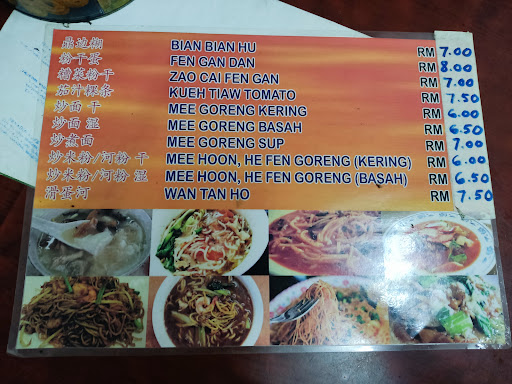 鼎边糊 BIAN BIAN HU RM 7.00
粉干蛋 FEN GAN DAN RM 8.00
糟菜粉干 ZAO CAI FEN GAN RM 7.00
茄汁粿条 KUEH TIAW TOMATO RM 7.50
炒面 干 MEE GORENG KERING RM 6.00
炒面 湿 MEE GORENG BASAH RM 6.50
炒煮面 MEE GORENG SUP RM 7.00
炒米粉/河粉 干 MEE HOON, HE FEN GORENG (KERING) RM 6.00
炒米粉/河粉 湿 MEE HOON, HE FEN GORENG (BASAH) RM 6.50
滑蛋河 WAN TAN HO RM 7.50